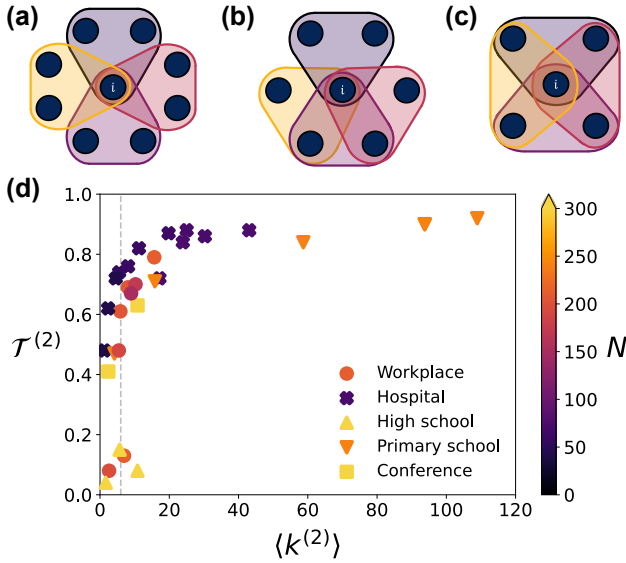 (a)
(b)
(c)
i
i
i
(d)
1.0
0.8
0.6
0.4
0.2
0.0
𝒯^(2)
0
20
40
60
80
100
120
⟨k^(2)⟩
Workplace
Hospital
High school
Primary school
Conference
300
250
200
150
100
50
0
N